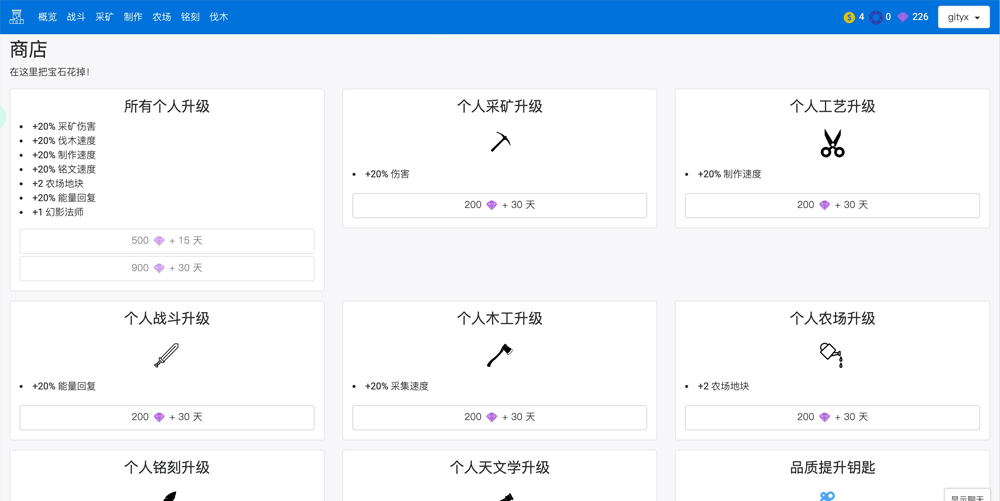 概览 战斗 采矿 制作 农场 铭刻 伐木 4 0 226 gityx
商店
在这里把宝石花掉!
所有个人升级
+20% 采矿伤害
+20% 伐木速度
+20% 制作速度
+20% 铭文速度
+2 农场地块
+20% 能量回复
+1 幻影法师
500 + 15 天
900 + 30 天
个人采矿升级
+20% 伤害
200 + 30 天
个人工艺升级
+20% 制作速度
200 + 30 天
个人战斗升级
+20% 能量回复
200 + 30 天
个人木工升级
+20% 采集速度
200 + 30 天
个人农场升级
+2 农场地块
200 + 30 天
个人铭刻升级
个人天文学升级
品质提升钥匙
显示聊天